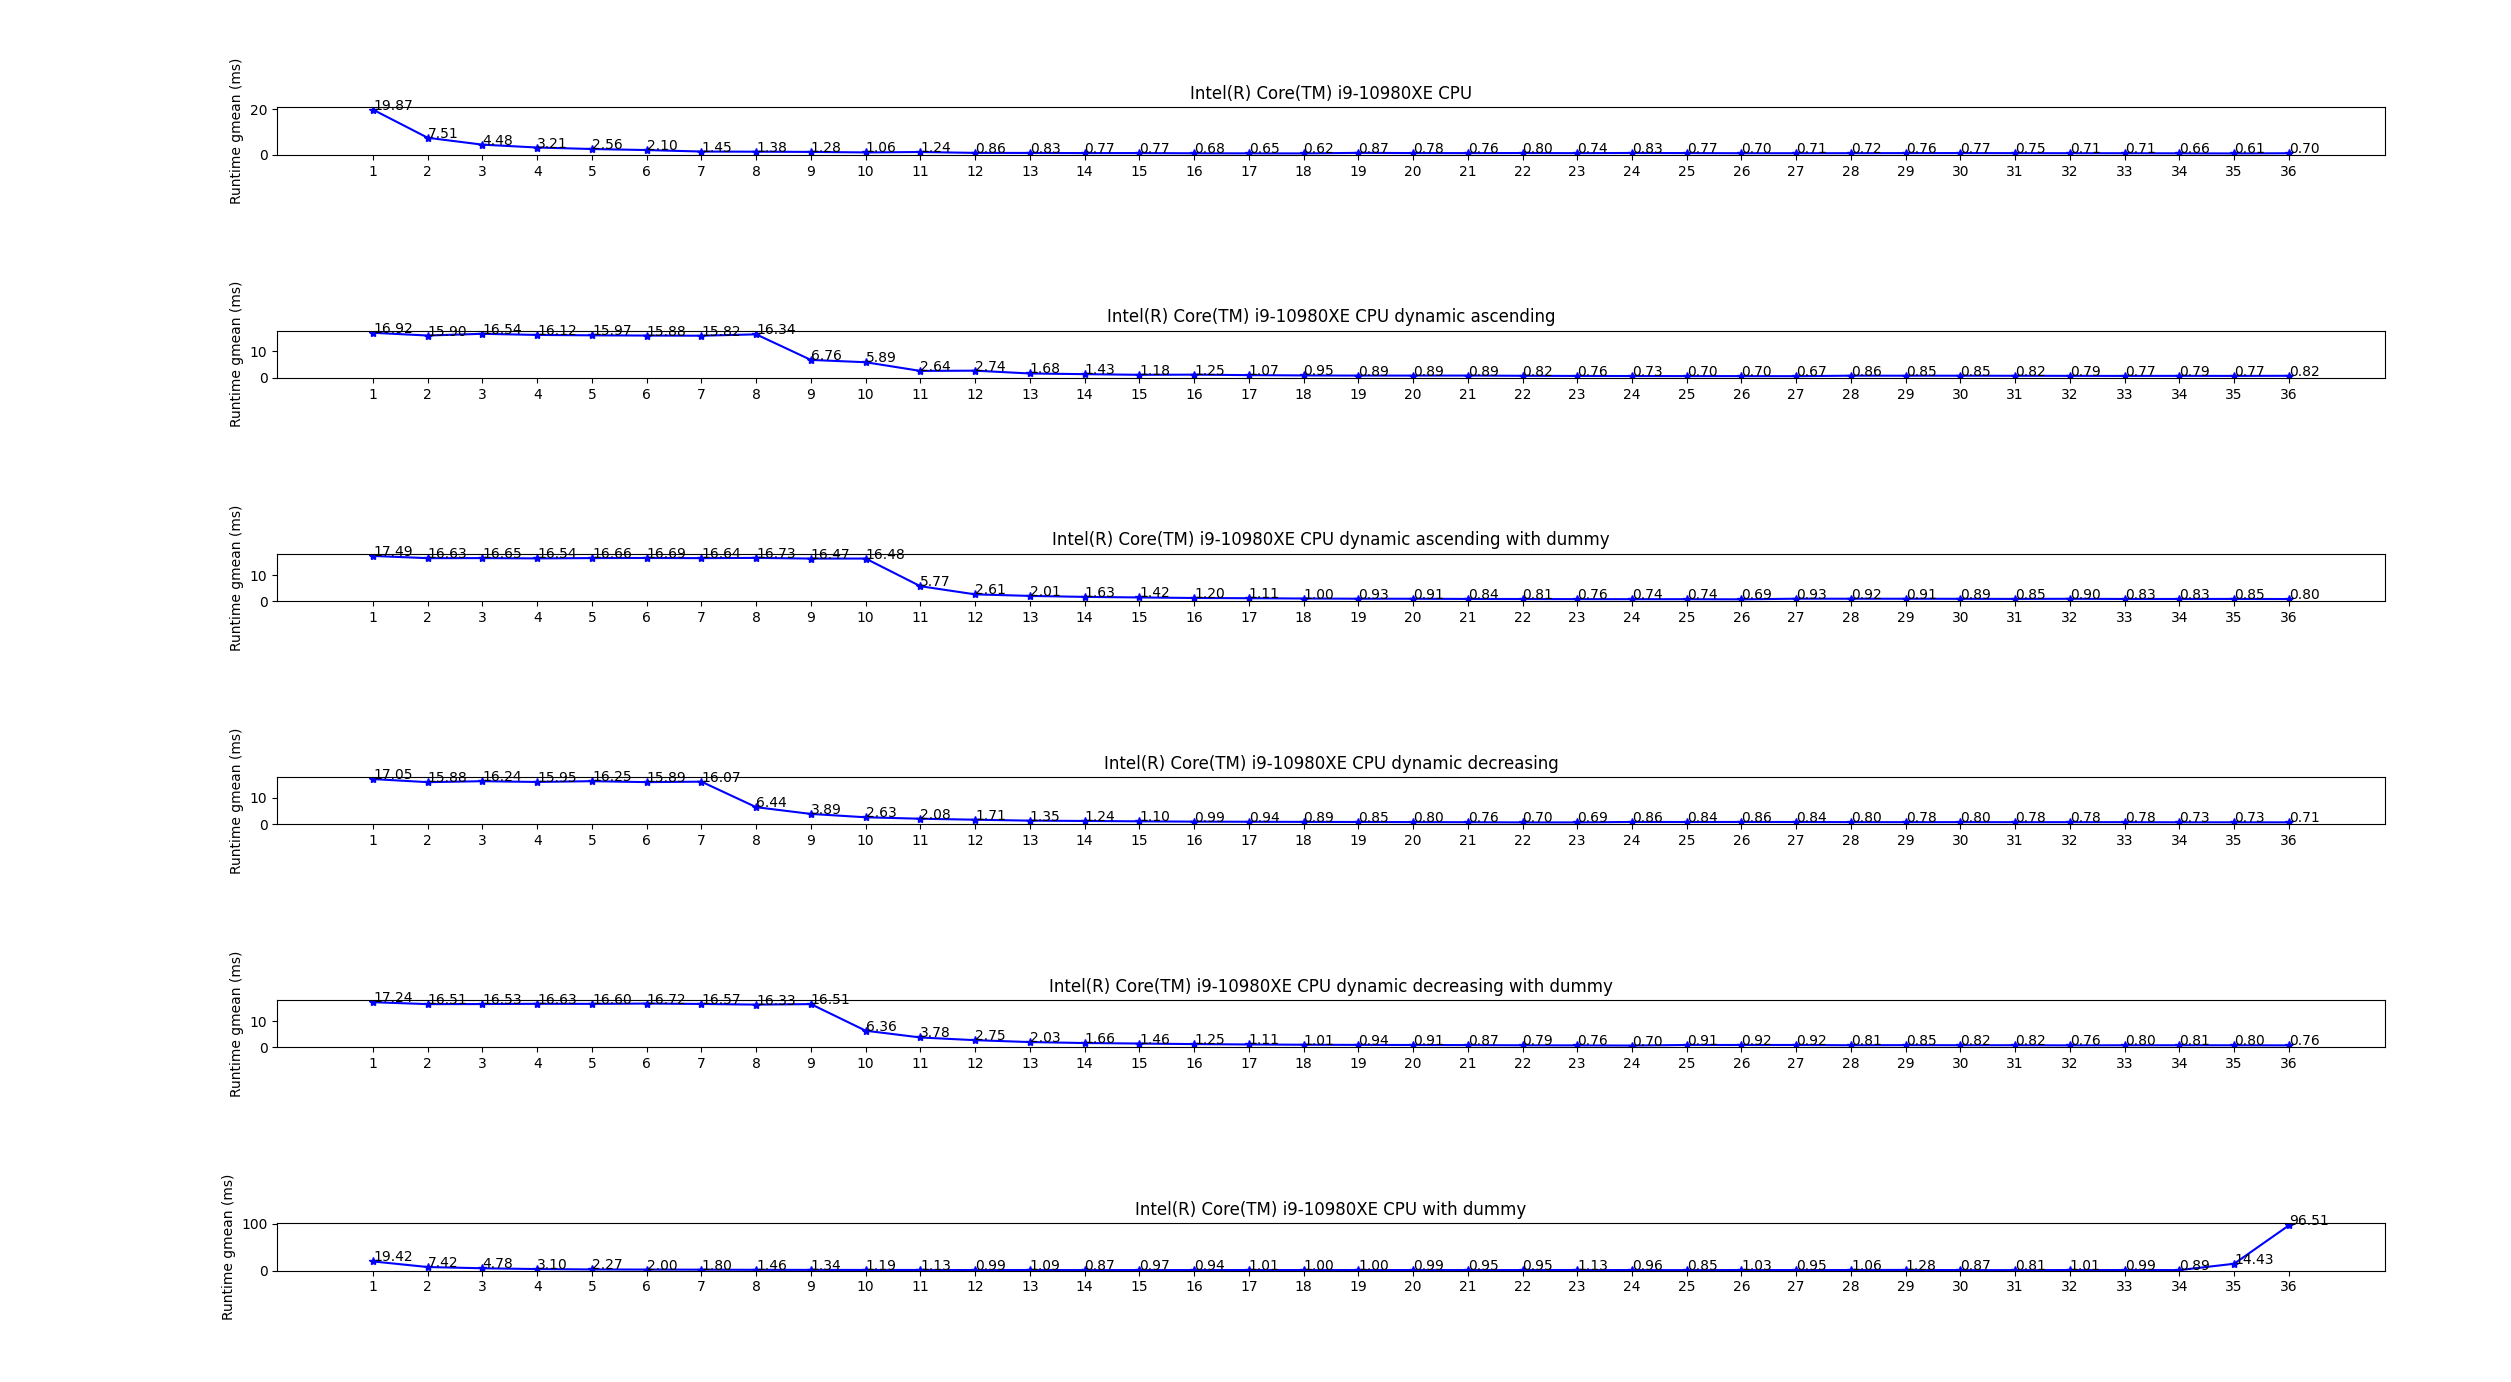 Intel(R) Core(TM) i9-10980XE CPU
Runtime gmean (ms)
20
0
19.87 7.51 4.48 3.21 2.56 2.10 1.45 1.38 1.28 1.06 1.24 0.86 0.83 0.77 0.77 0.68 0.65 0.62 0.87 0.78 0.76 0.80 0.74 0.83 0.77 0.70 0.71 0.72 0.76 0.77 0.75 0.71 0.71 0.66 0.61 0.70
1 2 3 4 5 6 7 8 9 10 11 12 13 14 15 16 17 18 19 20 21 22 23 24 25 26 27 28 29 30 31 32 33 34 35 36
Intel(R) Core(TM) i9-10980XE CPU dynamic ascending
Runtime gmean (ms)
10
0
16.92 15.90 16.54 16.12 15.97 15.88 15.82 16.34 6.76 5.89 2.64 2.74 1.68 1.43 1.18 1.25 1.07 0.95 0.89 0.89 0.89 0.82 0.76 0.73 0.70 0.70 0.67 0.86 0.85 0.85 0.82 0.79 0.77 0.79 0.77 0.82
1 2 3 4 5 6 7 8 9 10 11 12 13 14 15 16 17 18 19 20 21 22 23 24 25 26 27 28 29 30 31 32 33 34 35 36
Intel(R) Core(TM) i9-10980XE CPU dynamic ascending with dummy
Runtime gmean (ms)
10
0
17.49 16.63 16.65 16.54 16.66 16.69 16.64 16.73 16.47 16.48 5.77 2.61 2.01 1.63 1.42 1.20 1.11 1.00 0.93 0.91 0.84 0.81 0.76 0.74 0.74 0.69 0.93 0.92 0.91 0.89 0.85 0.90 0.83 0.83 0.85 0.80
1 2 3 4 5 6 7 8 9 10 11 12 13 14 15 16 17 18 19 20 21 22 23 24 25 26 27 28 29 30 31 32 33 34 35 36
Intel(R) Core(TM) i9-10980XE CPU dynamic decreasing
Runtime gmean (ms)
10
0
17.05 15.88 16.24 15.95 16.25 15.89 16.07 6.44 3.89 2.63 2.08 1.71 1.35 1.24 1.10 0.99 0.94 0.89 0.85 0.80 0.76 0.70 0.69 0.86 0.84 0.86 0.84 0.80 0.78 0.80 0.78 0.78 0.78 0.73 0.73 0.71
1 2 3 4 5 6 7 8 9 10 11 12 13 14 15 16 17 18 19 20 21 22 23 24 25 26 27 28 29 30 31 32 33 34 35 36
Intel(R) Core(TM) i9-10980XE CPU dynamic decreasing with dummy
Runtime gmean (ms)
10
0
17.24 16.51 16.53 16.63 16.60 16.72 16.57 16.33 16.51 6.36 3.78 2.75 2.03 1.66 1.46 1.25 1.11 1.01 0.94 0.91 0.87 0.79 0.76 0.70 0.91 0.92 0.92 0.81 0.85 0.82 0.82 0.76 0.80 0.81 0.80 0.76
1 2 3 4 5 6 7 8 9 10 11 12 13 14 15 16 17 18 19 20 21 22 23 24 25 26 27 28 29 30 31 32 33 34 35 36
Intel(R) Core(TM) i9-10980XE CPU with dummy
Runtime gmean (ms)
100
0
19.42 7.42 4.78 3.10 2.27 2.00 1.80 1.46 1.34 1.19 1.13 0.99 1.09 0.87 0.97 0.94 1.01 1.00 1.00 0.99 0.95 0.95 1.13 0.96 0.85 1.03 0.95 1.06 1.28 0.87 0.81 1.01 0.99 0.89 14.43 96.51
1 2 3 4 5 6 7 8 9 10 11 12 13 14 15 16 17 18 19 20 21 22 23 24 25 26 27 28 29 30 31 32 33 34 35 36